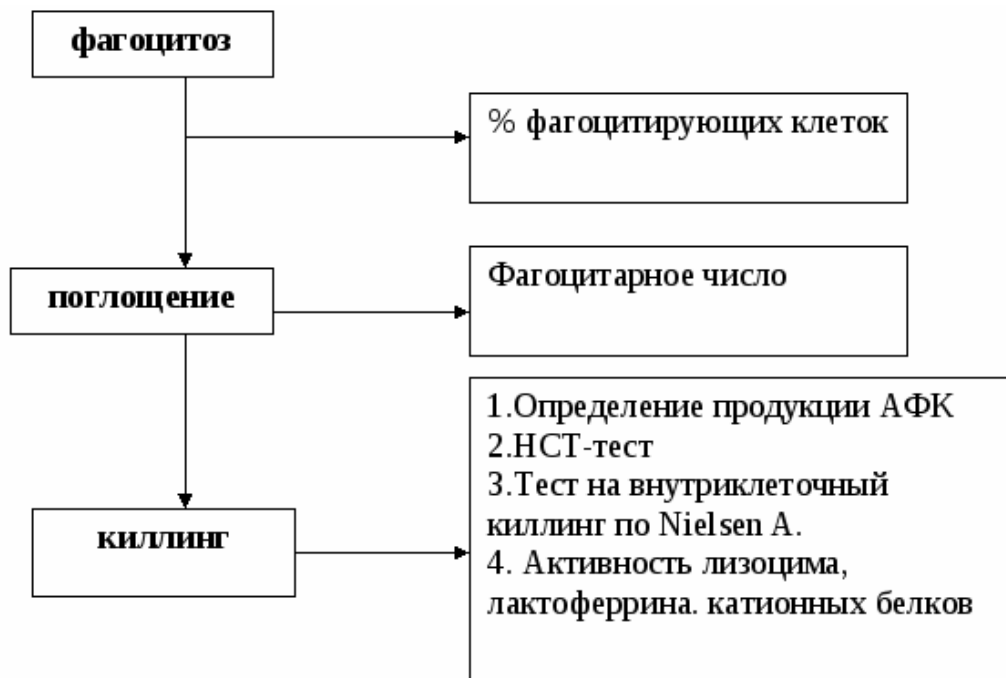 фагоцитоз
% фагоцитирующих клеток
поглощение
Фагоцитарное число
киллинг
1.Определение продукции АФК
2.НСТ-тест
3.Тест на внутриклеточный
киллинг по Nielsen A.
4. Активность лизоцима,
лактоферрина. катионных белков